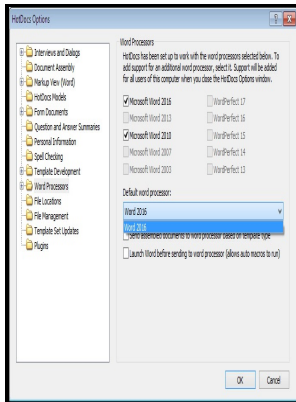 HotDocs Options
Interviews and Dialogs
Document Assembly
Markup View (Word)
HotDocs Models
Form Documents
Question and Answer Summaries
Personal Information
Spell Checking
Template Development
Word Processors
File Locations
File Management
Template Set Updates
Plugins
Word Processors
HotDocs has been set up to work with the word processors selected below. To
add support for an additional word processor, select it. Support will be added
for all users of this computer when you close the HotDocs Options window.
Microsoft Word 2016 WordPerfect 17
Microsoft Word 2013 WordPerfect 16
Microsoft Word 2010 WordPerfect 15
Microsoft Word 2007 WordPerfect 14
Microsoft Word 2003 WordPerfect 13
Default word processor:
Word 2016
Word 2016
Send assembled documents to word processor based on template type
Launch Word before sending to word processor (allows auto macros to run)
OK Cancel